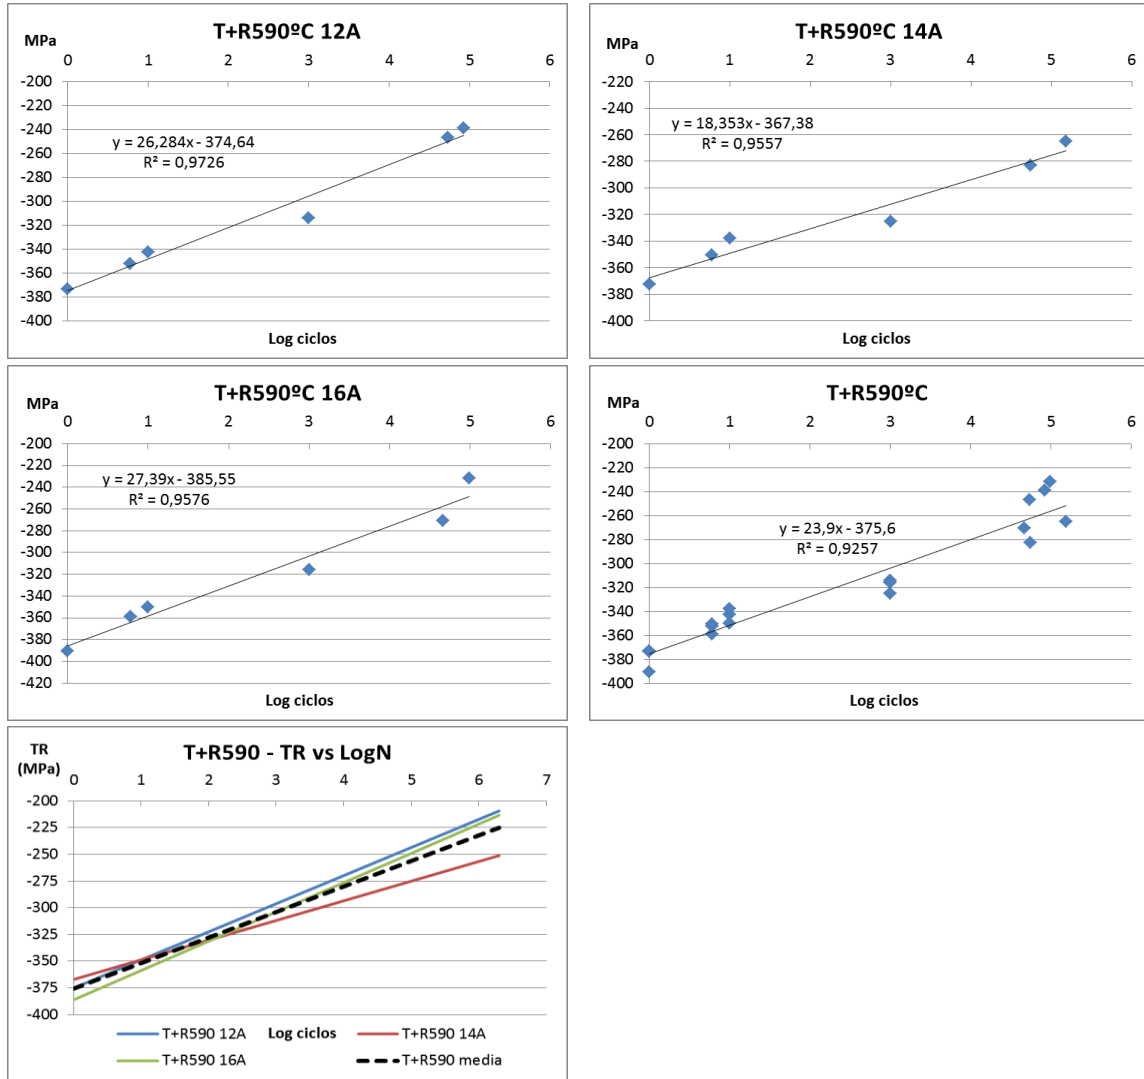 T+R590ºC 12A
MPa
0 1 2 3 4 5 6
-200
-220
-240
-260
-280
-300
-320
-340
-360
-380
-400
y = 26,284x - 374,64
R² = 0,9726
Log ciclos
T+R590ºC 14A
MPa
0 1 2 3 4 5 6
-220
-240
-260
-280
-300
-320
-340
-360
-380
-400
y = 18,353x - 367,38
R² = 0,9557
Log ciclos
T+R590ºC 16A
MPa
0 1 2 3 4 5 6
-200
-220
-240
-260
-280
-300
-320
-340
-360
-380
-400
-420
y = 27,39x - 385,55
R² = 0,9576
Log ciclos
T+R590ºC
MPa
0 1 2 3 4 5 6
-200
-220
-240
-260
-280
-300
-320
-340
-360
-380
-400
y = 23,9x - 375,6
R² = 0,9257
Log ciclos
T+R590 - TR vs LogN
TR
(MPa)
0 1 2 3 4 5 6 7
-200
-225
-250
-275
-300
-325
-350
-375
-400
T+R590 12A Log ciclos T+R590 14A
T+R590 16A T+R590 media